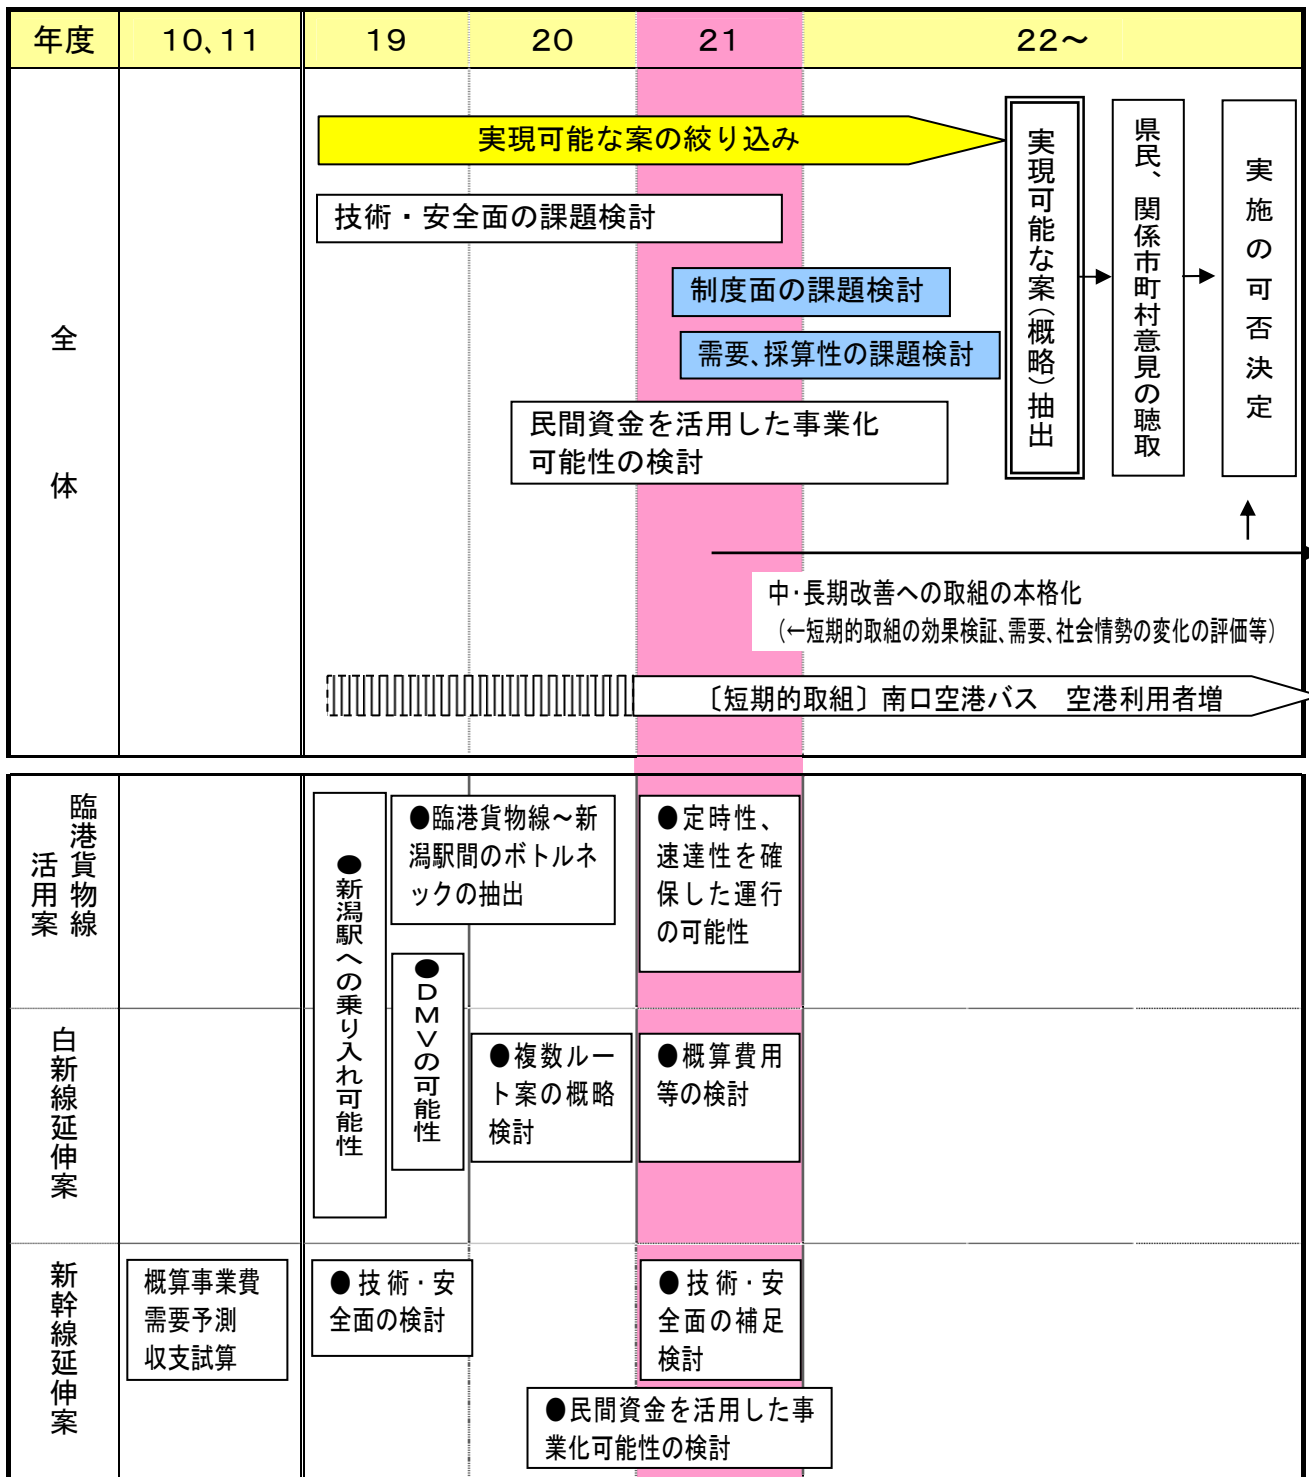 年度
10、11
19
20
21
22～
全体
実現可能な案の絞り込み
技術・安全面の課題検討
制度面の課題検討
需要、採算性の課題検討
民間資金を活用した事業化
可能性の検討
実現可能な案（概略）抽出
県民、関係市町村意見の聴取
実施の可否決定
中・長期改善への取組の本格化
（←短期的取組の効果検証、需要、社会情勢の変化の評価等）
〔短期的取組〕南口空港バス　空港利用者増
臨港貨物線
活用案
●新潟駅への乗り入れ可能性
●臨港貨物線～新
潟駅間のボトルネ
ックの抽出
●DMVの可能性
●定時性、
速達性を確
保した運行
の可能性
白新線延伸案
●複数ルー
ト案の概略
検討
●概算費用
等の検討
新幹線延伸案
概算事業費
需要予測
収支試算
●技術・安
全面の検討
●技術・安
全面の補足
検討
●民間資金を活用した事
業化可能性の検討